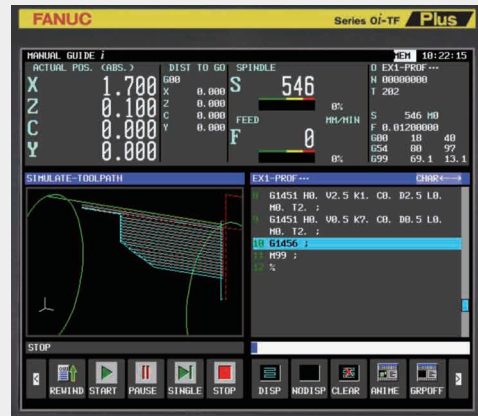 FANUC
Series 0i-TF Plus
MANUAL GUIDE i
MEM 10:22:15
ACTUAL POS. (ABS.)
X 1.700
Z 0.100
C 0.000
Y 0.000
DIST TO GO
G00
X 0.000
Z 0.000
C 0.000
Y 0.000
SPINDLE
S 546
0%
FEED MM/MIN
F 0
0%
O EX1-PROF···
N 00000000
T 202
S 546 M0
F 0.01200000
G00 18 40
G54 80 97
G99 69.1 13.1
SIMULATE-TOOLPATH
EX1-PROF··· CHAR←→
8 G1451 H0. V2.5 K1. C0. D2.5 L0.
M0. T2. ;
9 G1451 H0. V0.5 K7. C0. D0.5 L0.
M0. T2. ;
10 G1456 ;
11 M99 ;
12 %
STOP
REWIND START PAUSE SINGLE STOP
DISP NODISP CLEAR ANIME GRPOFF